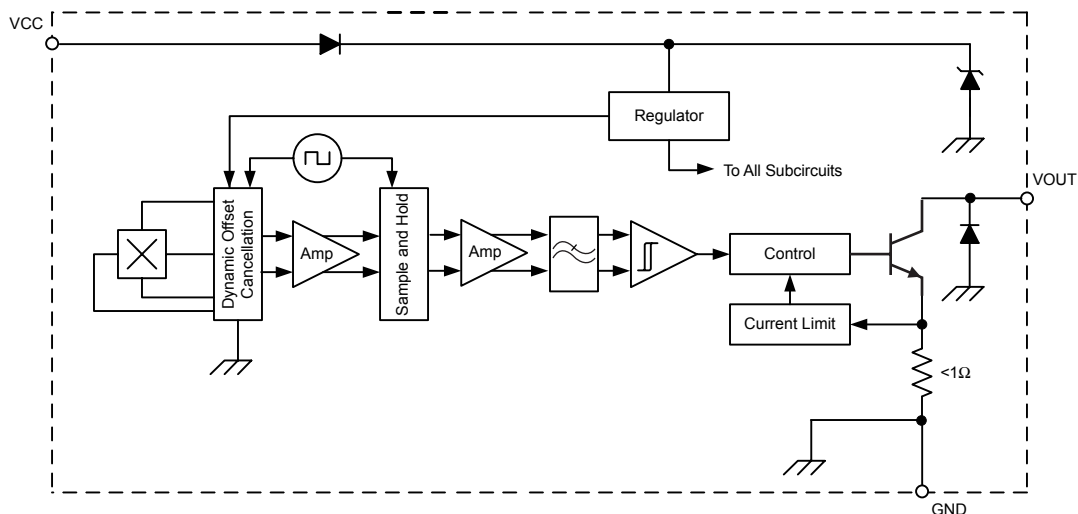 VCC
Regulator
To All Subcircuits
VOUT
Dynamic Offset
Cancellation
Amp
Sample and Hold
Amp
Control
Current Limit
<1Ω
GND